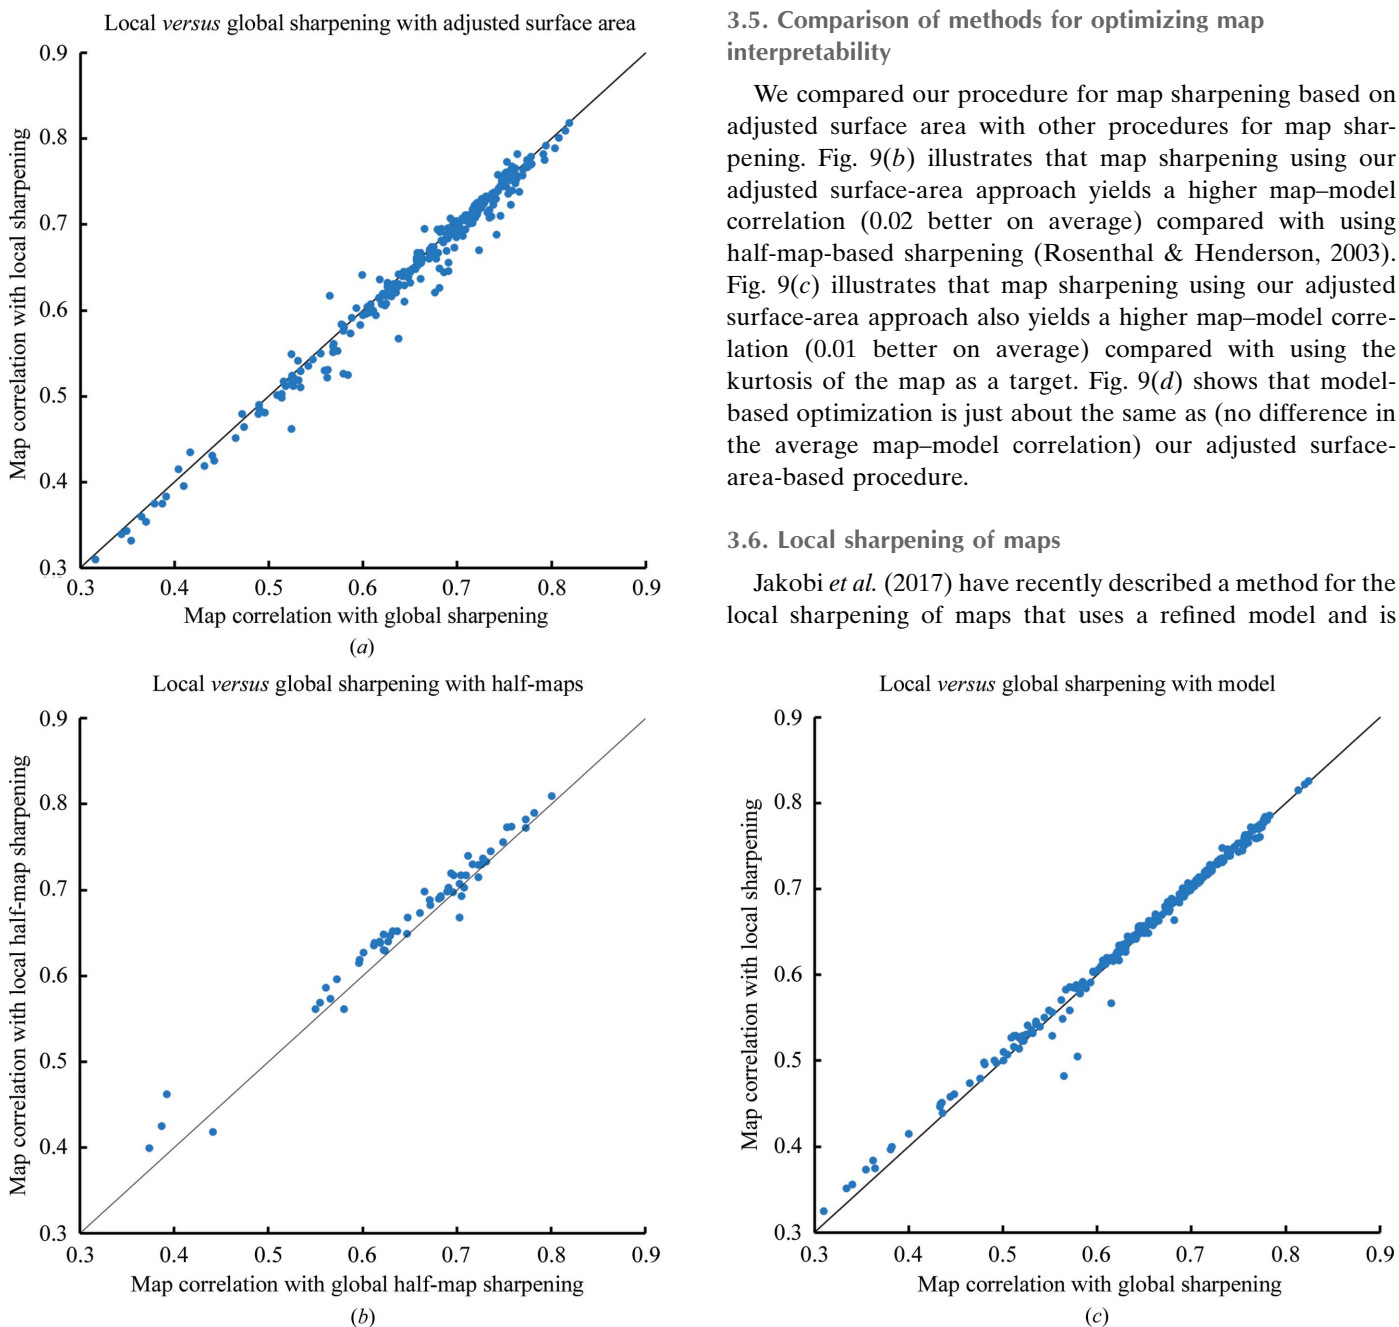 Local versus global sharpening with adjusted surface area
0.9
0.8
0.7
0.6
0.5
0.4
0.3
Map correlation with local sharpening
0.3 0.4 0.5 0.6 0.7 0.8 0.9
Map correlation with global sharpening
(a)
3.5. Comparison of methods for optimizing map
interpretability
We compared our procedure for map sharpening based on
adjusted surface area with other procedures for map shar-
pening. Fig. 9(b) illustrates that map sharpening using our
adjusted surface-area approach yields a higher map–model
correlation (0.02 better on average) compared with using
half-map-based sharpening (Rosenthal & Henderson, 2003).
Fig. 9(c) illustrates that map sharpening using our adjusted
surface-area approach also yields a higher map–model corre-
lation (0.01 better on average) compared with using the
kurtosis of the map as a target. Fig. 9(d) shows that model-
based optimization is just about the same as (no difference in
the average map–model correlation) our adjusted surface-
area-based procedure.
3.6. Local sharpening of maps
Jakobi et al. (2017) have recently described a method for the
local sharpening of maps that uses a refined model and is
Local versus global sharpening with half-maps
0.9
0.8
0.7
0.6
0.5
0.4
0.3
Map correlation with local half-map sharpening
0.3 0.4 0.5 0.6 0.7 0.8 0.9
Map correlation with global half-map sharpening
(b)
Local versus global sharpening with model
0.9
0.8
0.7
0.6
0.5
0.4
0.3
Map correlation with local sharpening
0.3 0.4 0.5 0.6 0.7 0.8 0.9
Map correlation with global sharpening
(c)